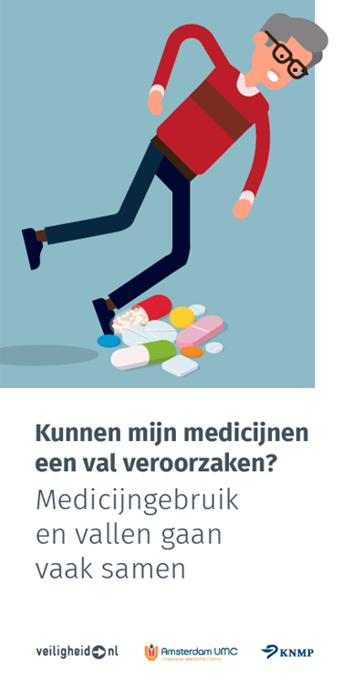 Kunnen mijn medicijnen
een val veroorzaken?
Medicijngebruik
en vallen gaan
vaak samen
veiligheid nl
Amsterdam UMC
KNMP